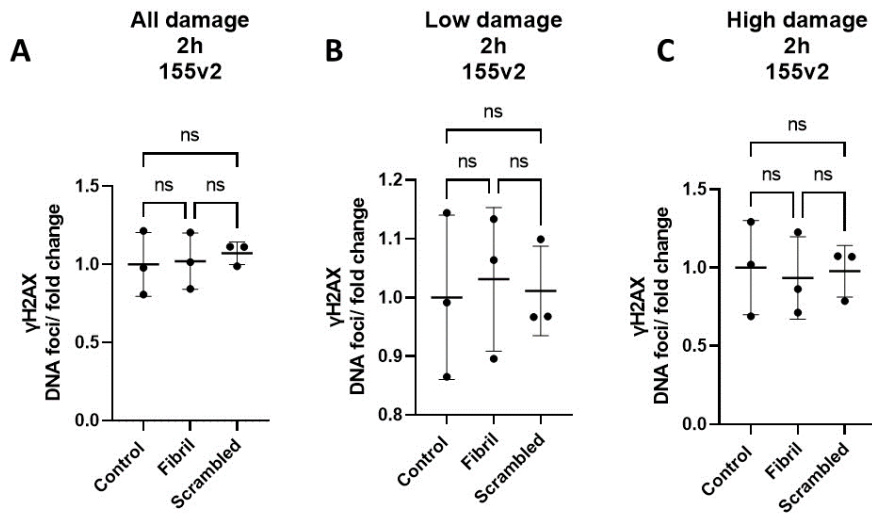 A
All damage
2h
155v2
ns
ns
ns
1.5
1.0
0.5
0.0
γH2AX
DNA foci/ fold change
Control
Fibril
Scrambled
B
Low damage
2h
155v2
ns
ns
ns
1.2
1.1
1.0
0.9
0.8
γH2AX
DNA foci/ fold change
Control
Fibril
Scrambled
C
High damage
2h
155v2
ns
ns
ns
1.5
1.0
0.5
0.0
γH2AX
DNA foci/ fold change
Control
Fibril
Scrambled